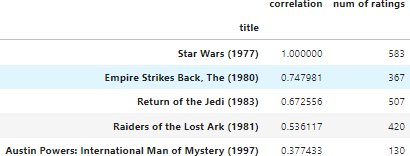 correlation num of ratings
title
Star Wars (1977) 1.000000 583
Empire Strikes Back, The (1980) 0.747981 367
Return of the Jedi (1983) 0.672556 507
Raiders of the Lost Ark (1981) 0.536117 420
Austin Powers: International Man of Mystery (1997) 0.377433 130